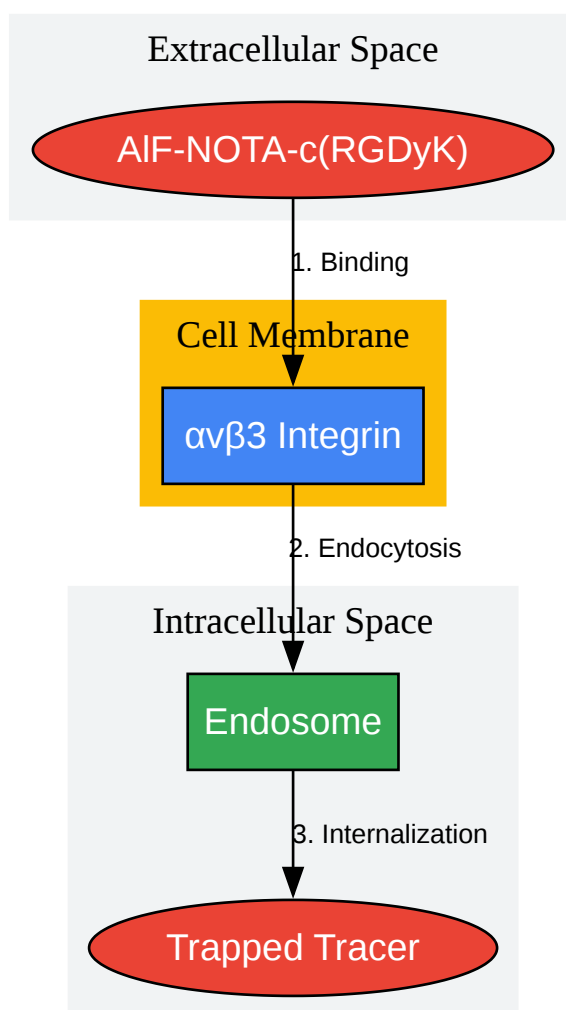 Extracellular Space
AlF-NOTA-c(RGDyK)
1. Binding
Cell Membrane
αvβ3 Integrin
2. Endocytosis
Intracellular Space
Endosome
3. Internalization
Trapped Tracer